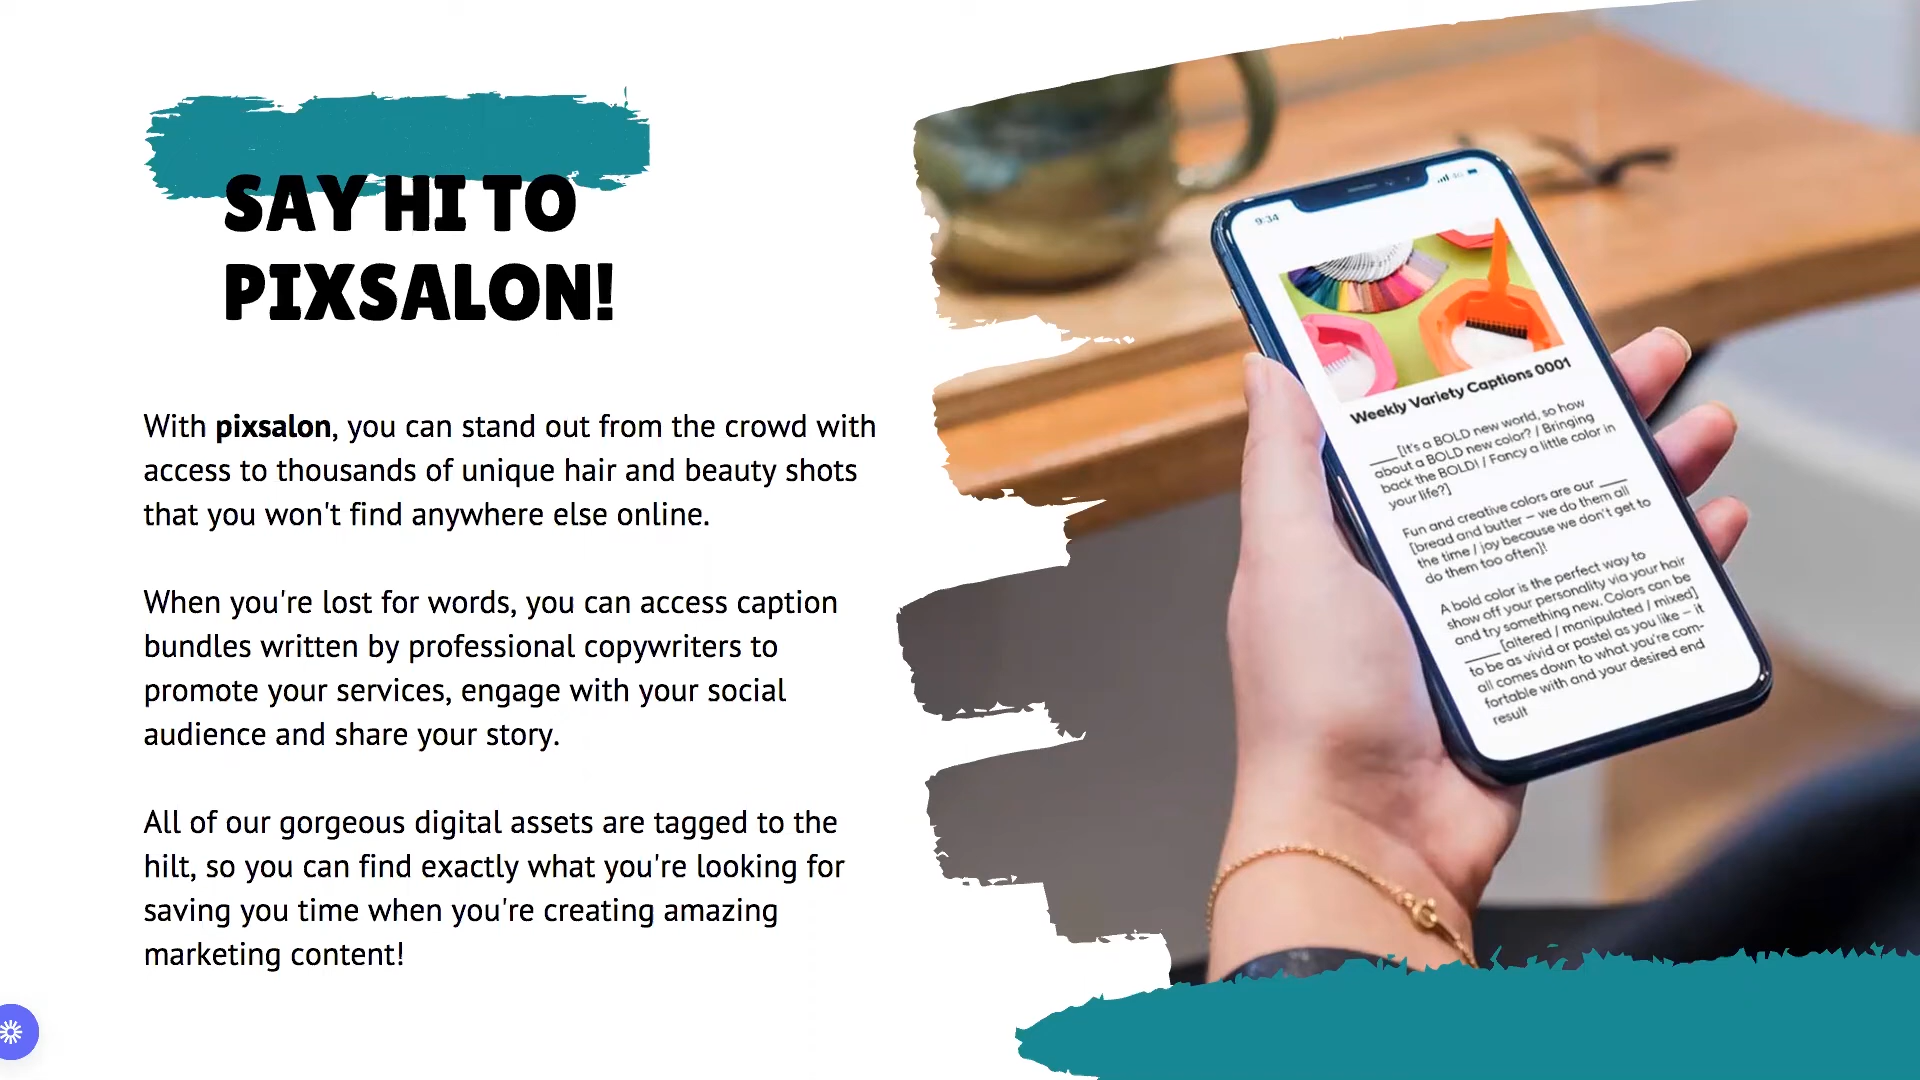 SAY HI TO
PIXSALON!
With pixsalon, you can stand out from the crowd with
access to thousands of unique hair and beauty shots
that you won't find anywhere else online.
When you're lost for words, you can access caption
bundles written by professional copywriters to
promote your services, engage with your social
audience and share your story.
All of our gorgeous digital assets are tagged to the
hilt, so you can find exactly what you're looking for
saving you time when you're creating amazing
marketing content!
9:34
4G
Weekly Variety Captions 0001
____[It's a BOLD new world, so how
about a BOLD new color? / Bringing
back the BOLD! / Fancy a little color in
your life?]
Fun and creative colors are our ____
[bread and butter – we do them all
the time / joy because we don't get to
do them too often]!
A bold color is the perfect way to
show off your personality via your hair
and try something new. Colors can be
____[altered / manipulated / mixed]
to be as vivid or pastel as you like – it
all comes down to what you're com-
fortable with and your desired end
result